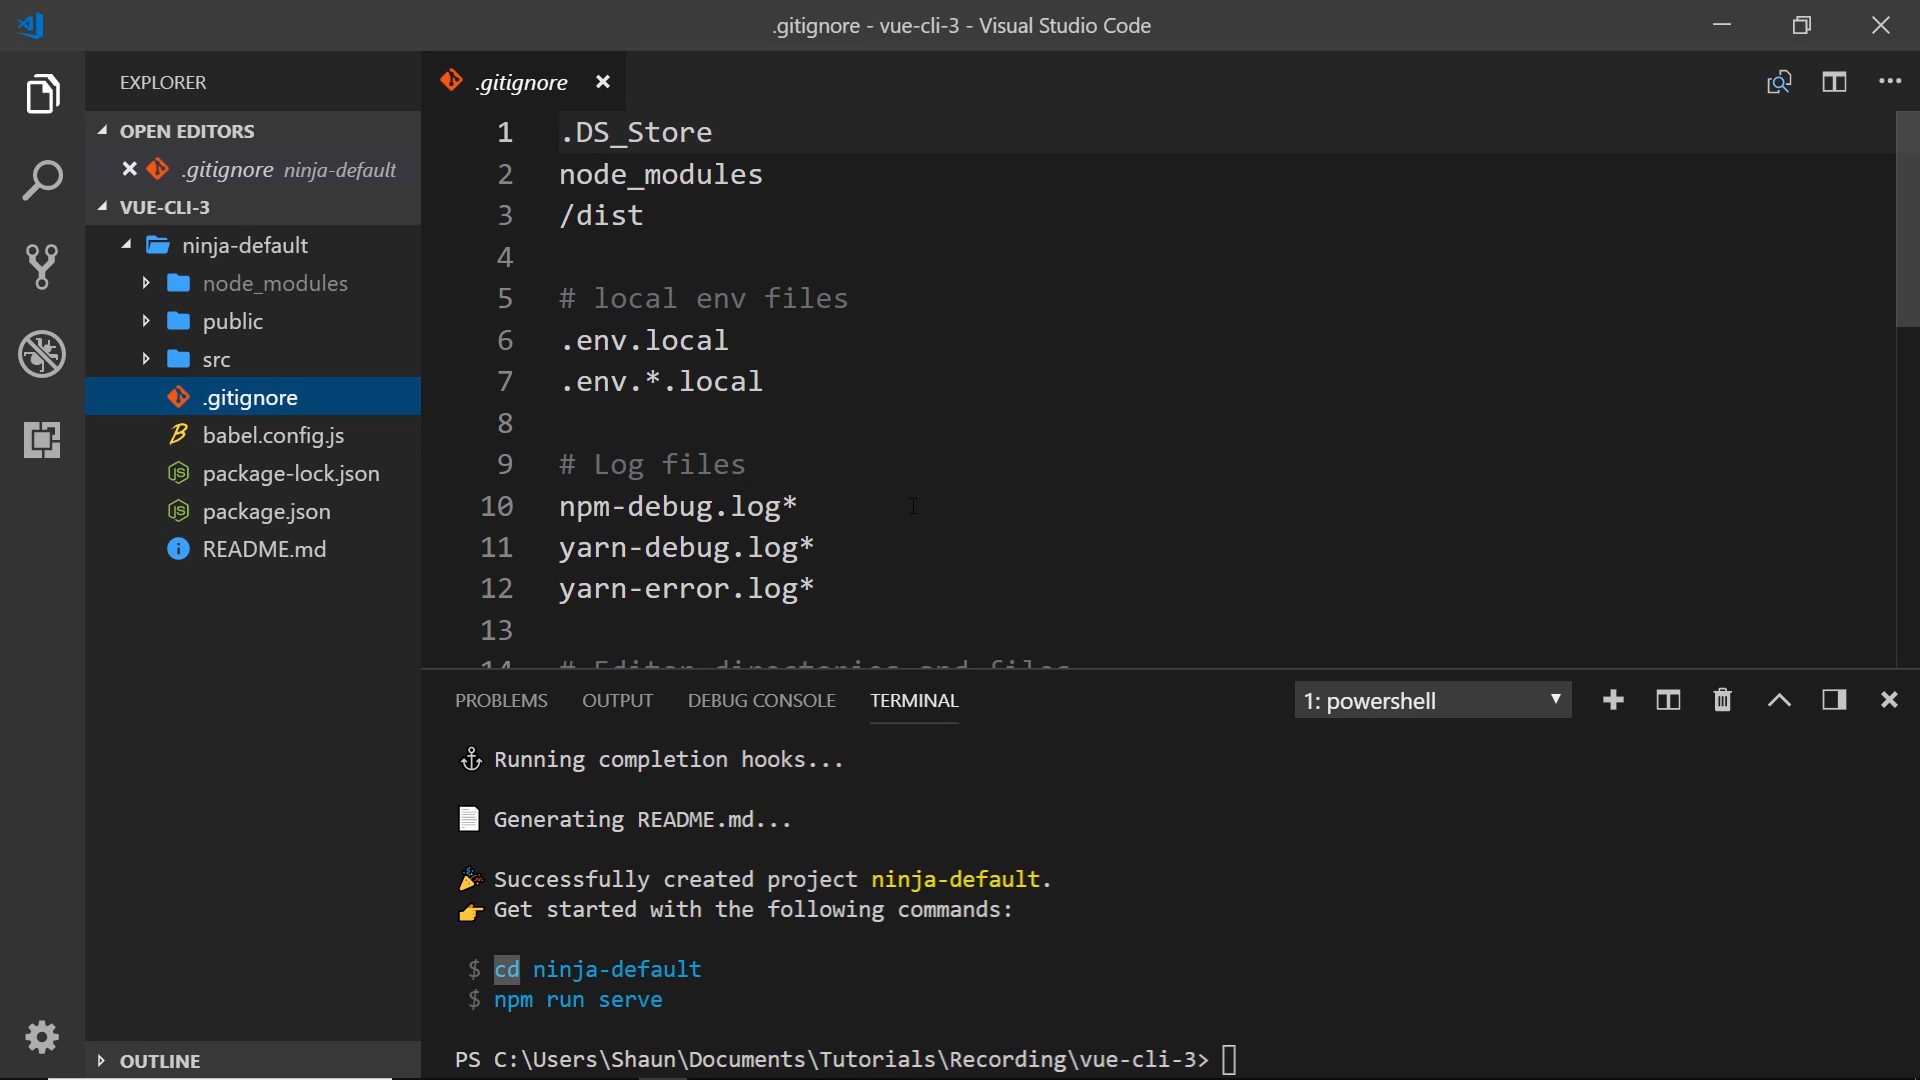 .gitignore - vue-cli-3 - Visual Studio Code
EXPLORER
OPEN EDITORS
.gitignore ninja-default
VUE-CLI-3
ninja-default
node_modules
public
src
.gitignore
babel.config.js
package-lock.json
package.json
README.md
OUTLINE
.gitignore
1 .DS_Store
2 node_modules
3 /dist
4
5 # local env files
6 .env.local
7 .env.*.local
8
9 # Log files
10 npm-debug.log*
11 yarn-debug.log*
12 yarn-error.log*
13
14 # Editor directories and files
PROBLEMS OUTPUT DEBUG CONSOLE TERMINAL 1: powershell
Running completion hooks...
Generating README.md...
Successfully created project ninja-default.
Get started with the following commands:
$ cd ninja-default
$ npm run serve
PS C:\Users\Shaun\Documents\Tutorials\Recording\vue-cli-3>